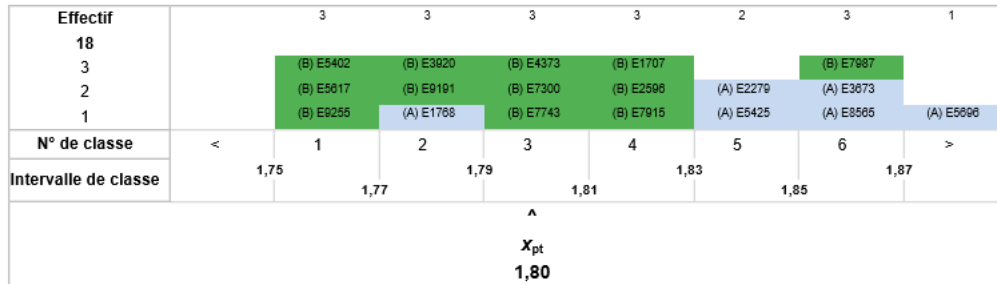 Effectif 3 3 3 3 2 3 1
18
3 (B) E5402 (B) E3920 (B) E4373 (B) E1707 (B) E7987
2 (B) E5617 (B) E9191 (B) E7300 (B) E2596 (A) E2279 (A) E3673
1 (B) E9255 (A) E1768 (B) E7743 (B) E7915 (A) E5425 (A) E8565 (A) E5696
N° de classe < 1 2 3 4 5 6 >
Intervalle de classe 1,75 1,79 1,83 1,87
1,77 1,81 1,85
^
xpt
1,80